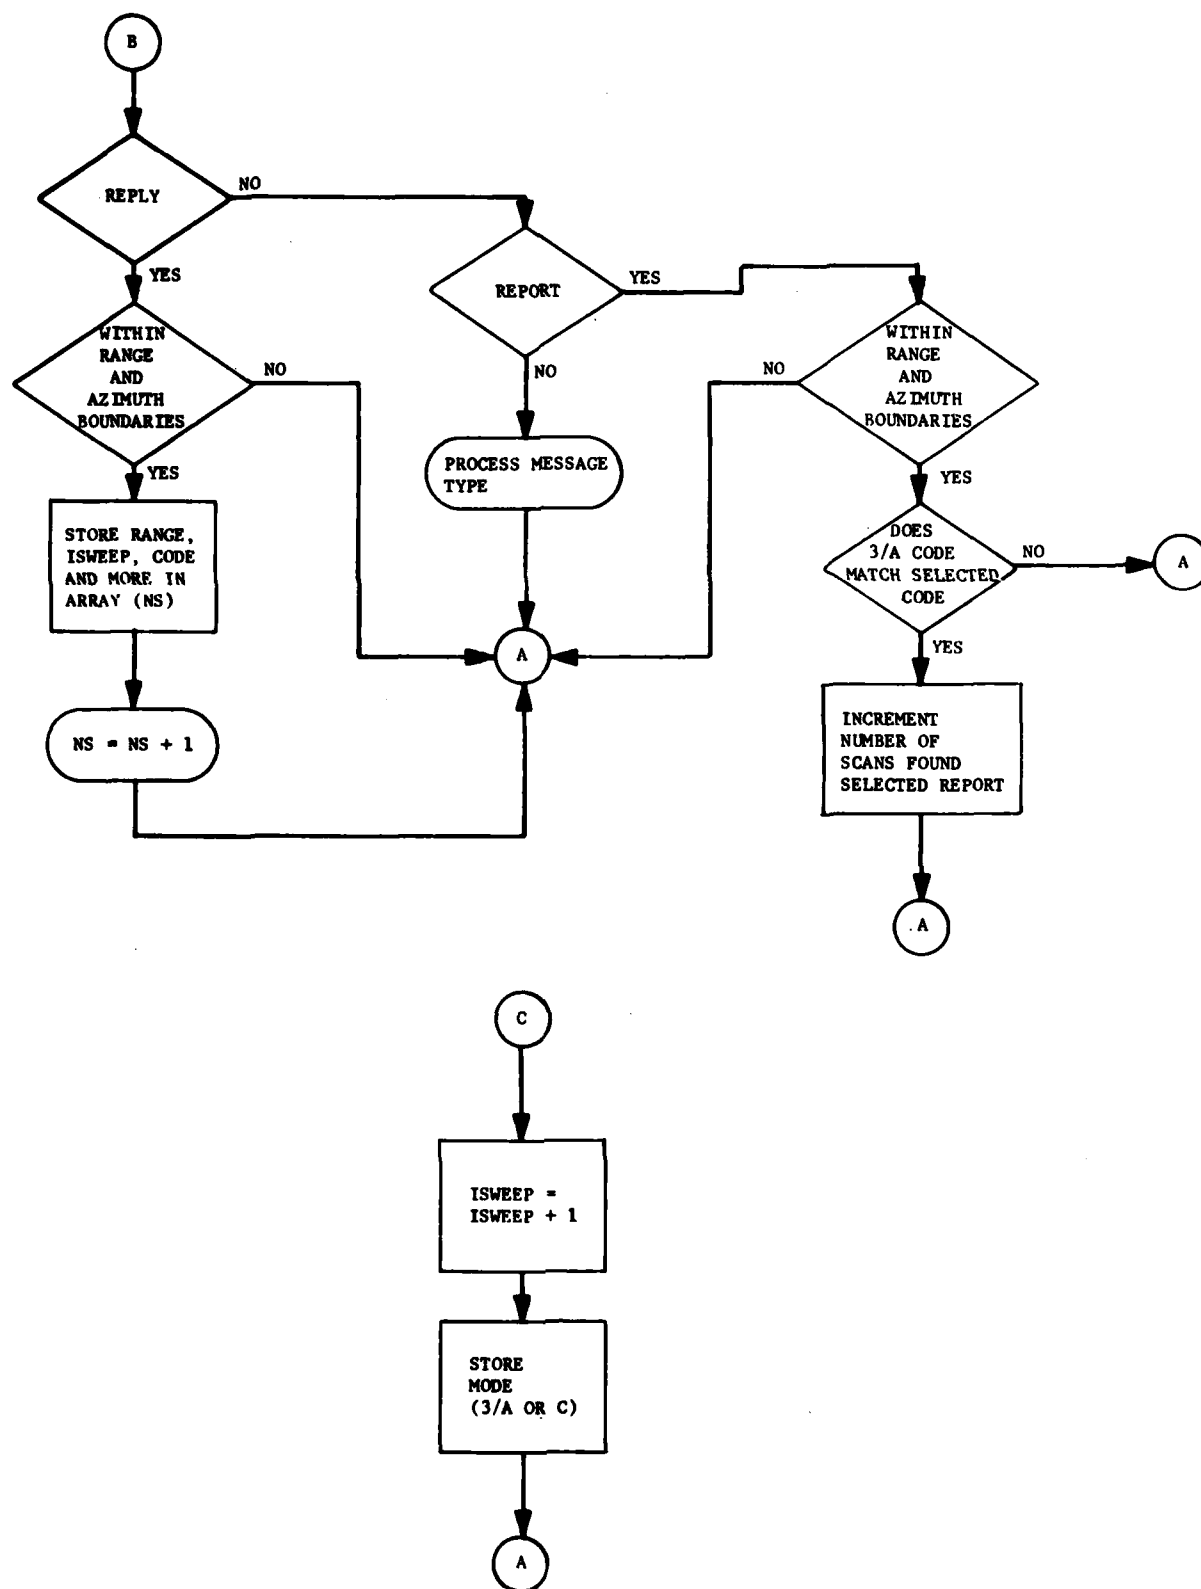 B
REPLY
NO
YES
REPORT
YES
NO
WITHIN
RANGE
AND
AZIMUTH
BOUNDARIES
NO
YES
WITHIN
RANGE
AND
AZIMUTH
BOUNDARIES
NO
YES
PROCESS MESSAGE
TYPE
STORE RANGE,
ISWEEP, CODE
AND MORE IN
ARRAY (NS)
DOES
3/A CODE
MATCH SELECTED
CODE
NO
A
YES
A
NS = NS + 1
INCREMENT
NUMBER OF
SCANS FOUND
SELECTED REPORT
A
C
ISWEEP =
ISWEEP + 1
STORE
MODE
(3/A OR C)
A